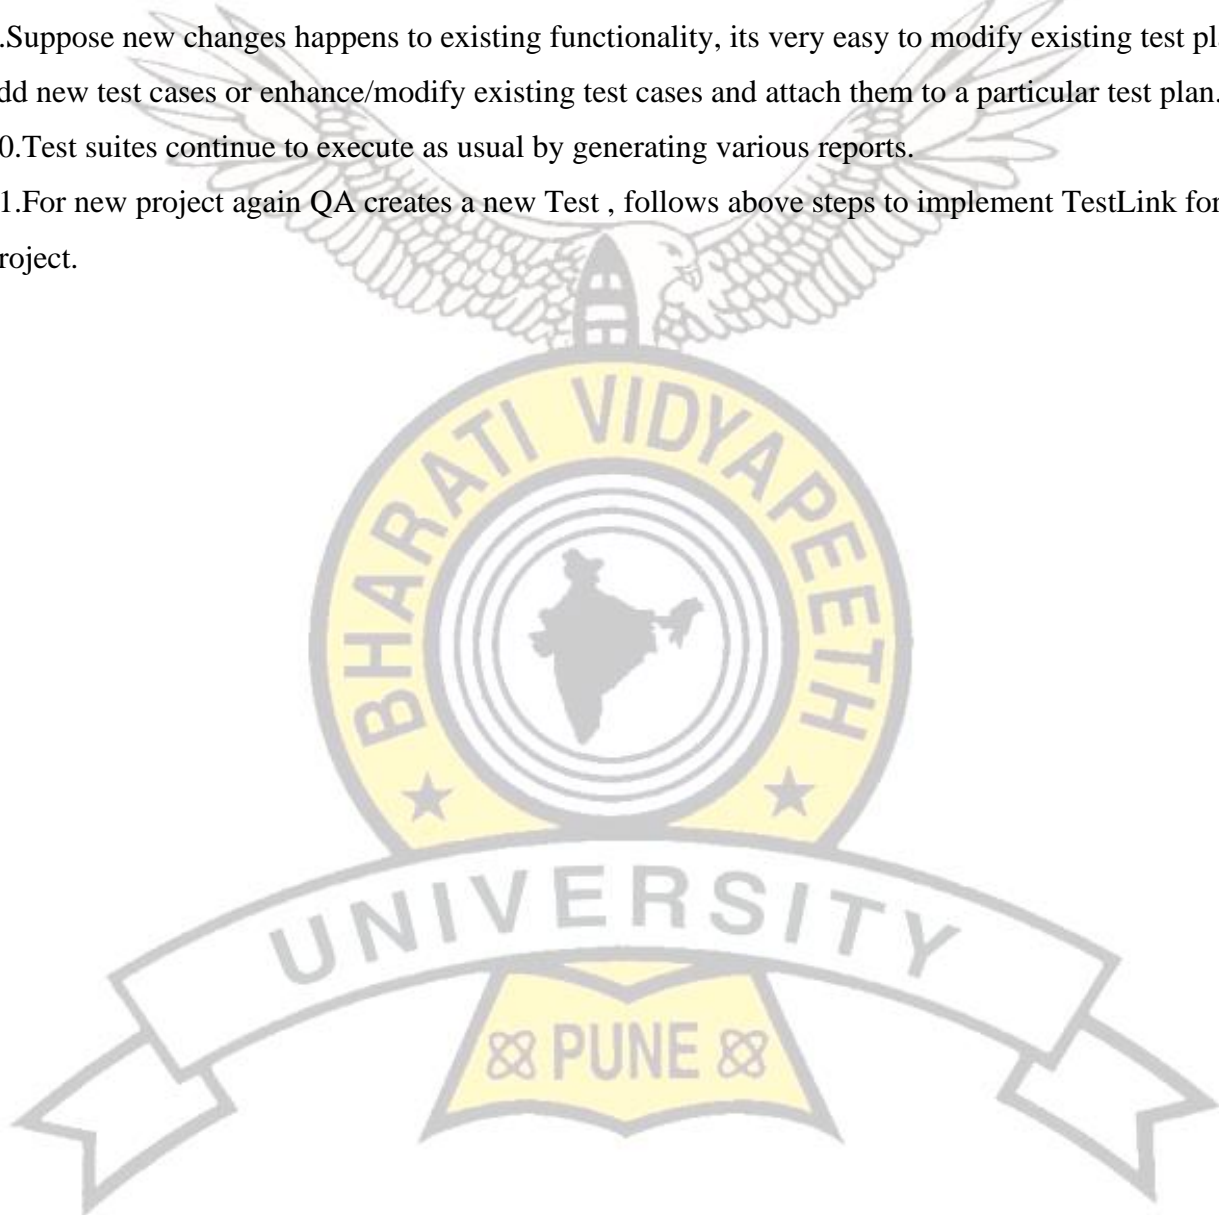 .Suppose new changes happens to existing functionality, its very easy to modify existing test pl
dd new test cases or enhance/modify existing test cases and attach them to a particular test plan.
0.Test suites continue to execute as usual by generating various reports.
1.For new project again QA creates a new Test , follows above steps to implement TestLink for
roject.
BHARATI VIDYAPEETH
UNIVERSITY
PUNE